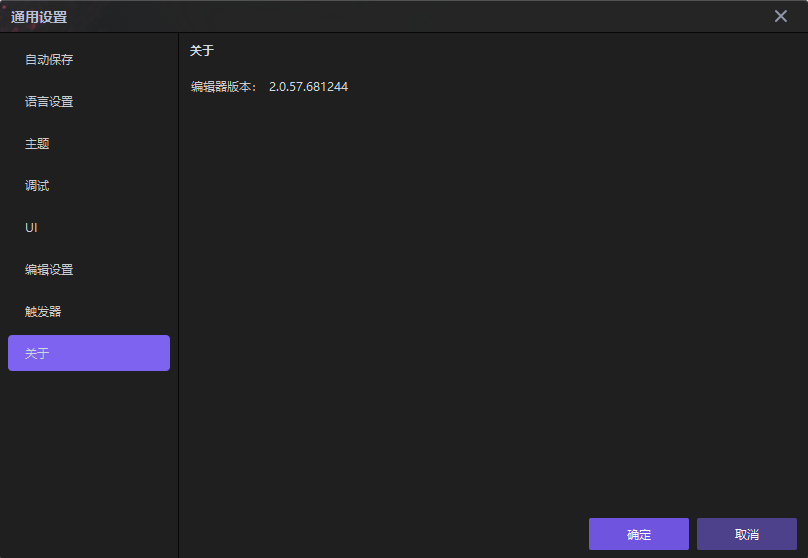 通用设置
自动保存
语言设置
主题
调试
UI
编辑设置
触发器
关于
关于
编辑器版本： 2.0.57.681244
确定
取消